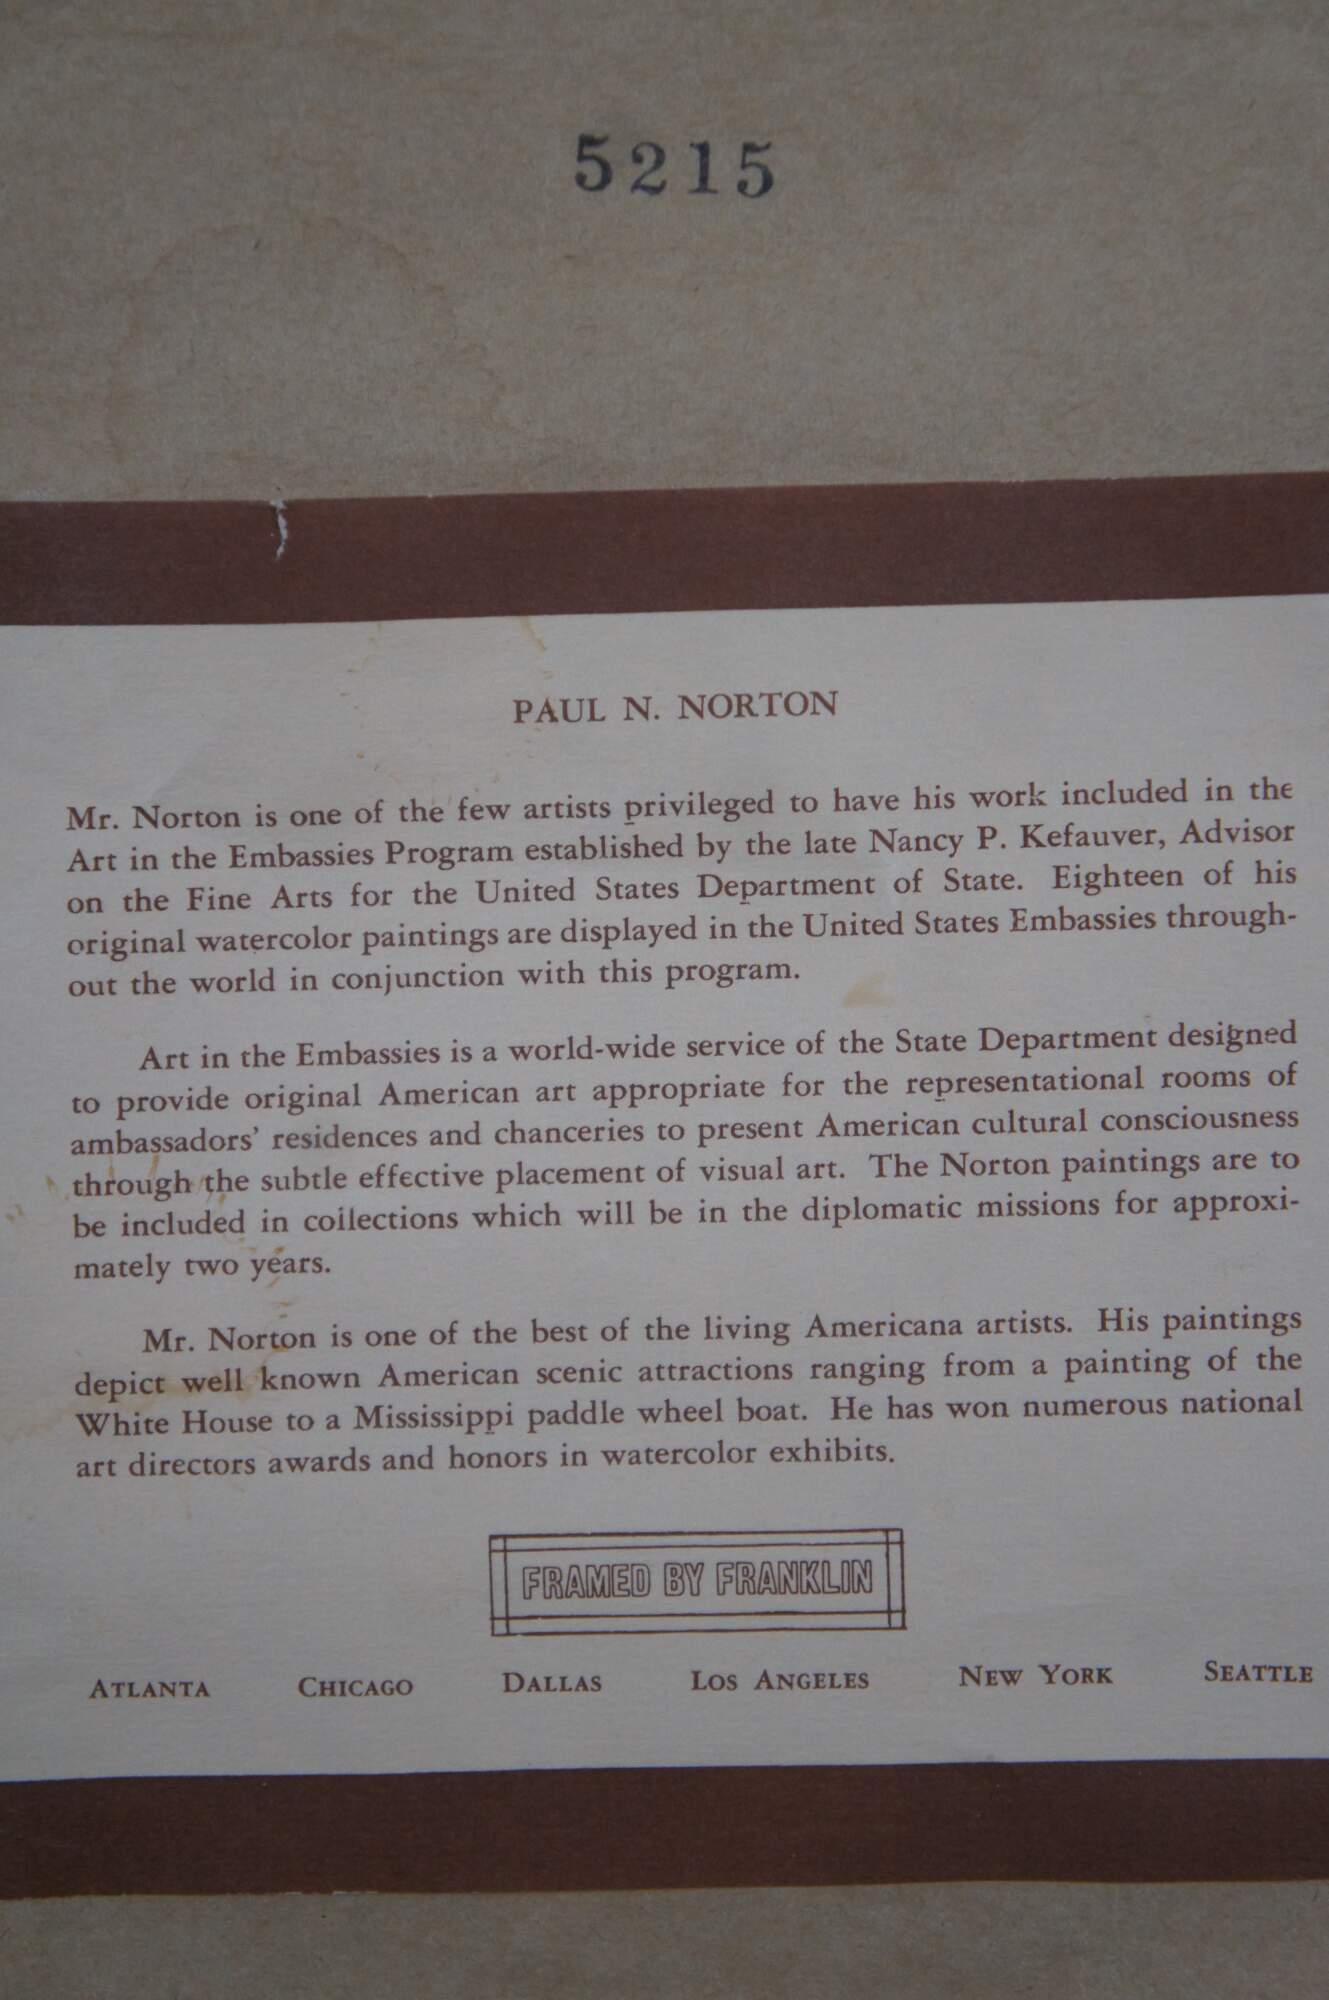 5215
PAUL N. NORTON
Mr. Norton is one of the few artists privileged to have his work included in the
Art in the Embassies Program established by the late Nancy P. Kefauver, Advisor
on the Fine Arts for the United States Department of State. Eighteen of his
original watercolor paintings are displayed in the United States Embassies through-
out the world in conjunction with this program.
Art in the Embassies is a world-wide service of the State Department designed
to provide original American art appropriate for the representational rooms of
ambassadors' residences and chanceries to present American cultural consciousness
through the subtle effective placement of visual art. The Norton paintings are to
be included in collections which will be in the diplomatic missions for approxi-
mately two years.
Mr. Norton is one of the best of the living Americana artists. His paintings
depict well known American scenic attractions ranging from a painting of the
White House to a Mississippi paddle wheel boat. He has won numerous national
art directors awards and honors in watercolor exhibits.
FRAMED BY FRANKLIN
ATLANTA CHICAGO DALLAS LOS ANGELES NEW YORK SEATTLE